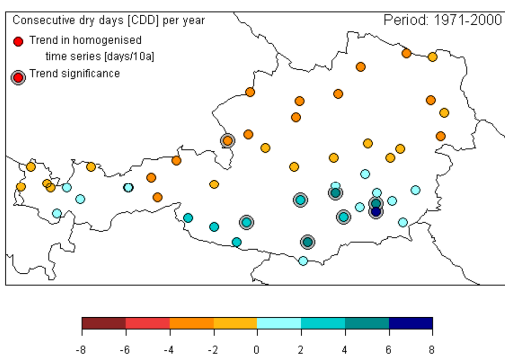 Consecutive dry days [CDD] per year
Period: 1971-2000
Trend in homogenised
time series [days/10a]
Trend significance
-8 -6 -4 -2 0 2 4 6 8